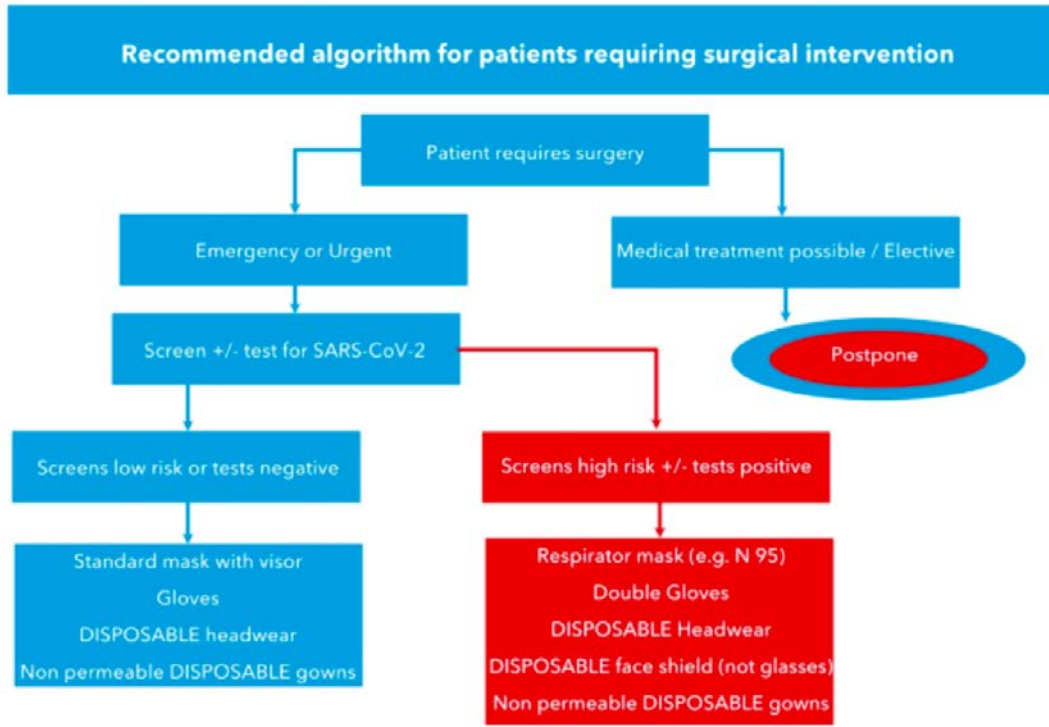 Recommended algorithm for patients requiring surgical intervention
Patient requires surgery
Emergency or Urgent
Medical treatment possible / Elective
Screen +/- test for SARS-CoV-2
Postpone
Screens low risk or tests negative
Screens high risk +/- tests positive
Standard mask with visor
Gloves
DISPOSABLE headwear
Non permeable DISPOSABLE gowns
Respirator mask (e.g. N 95)
Double Gloves
DISPOSABLE Headwear
DISPOSABLE face shield (not glasses)
Non permeable DISPOSABLE gowns